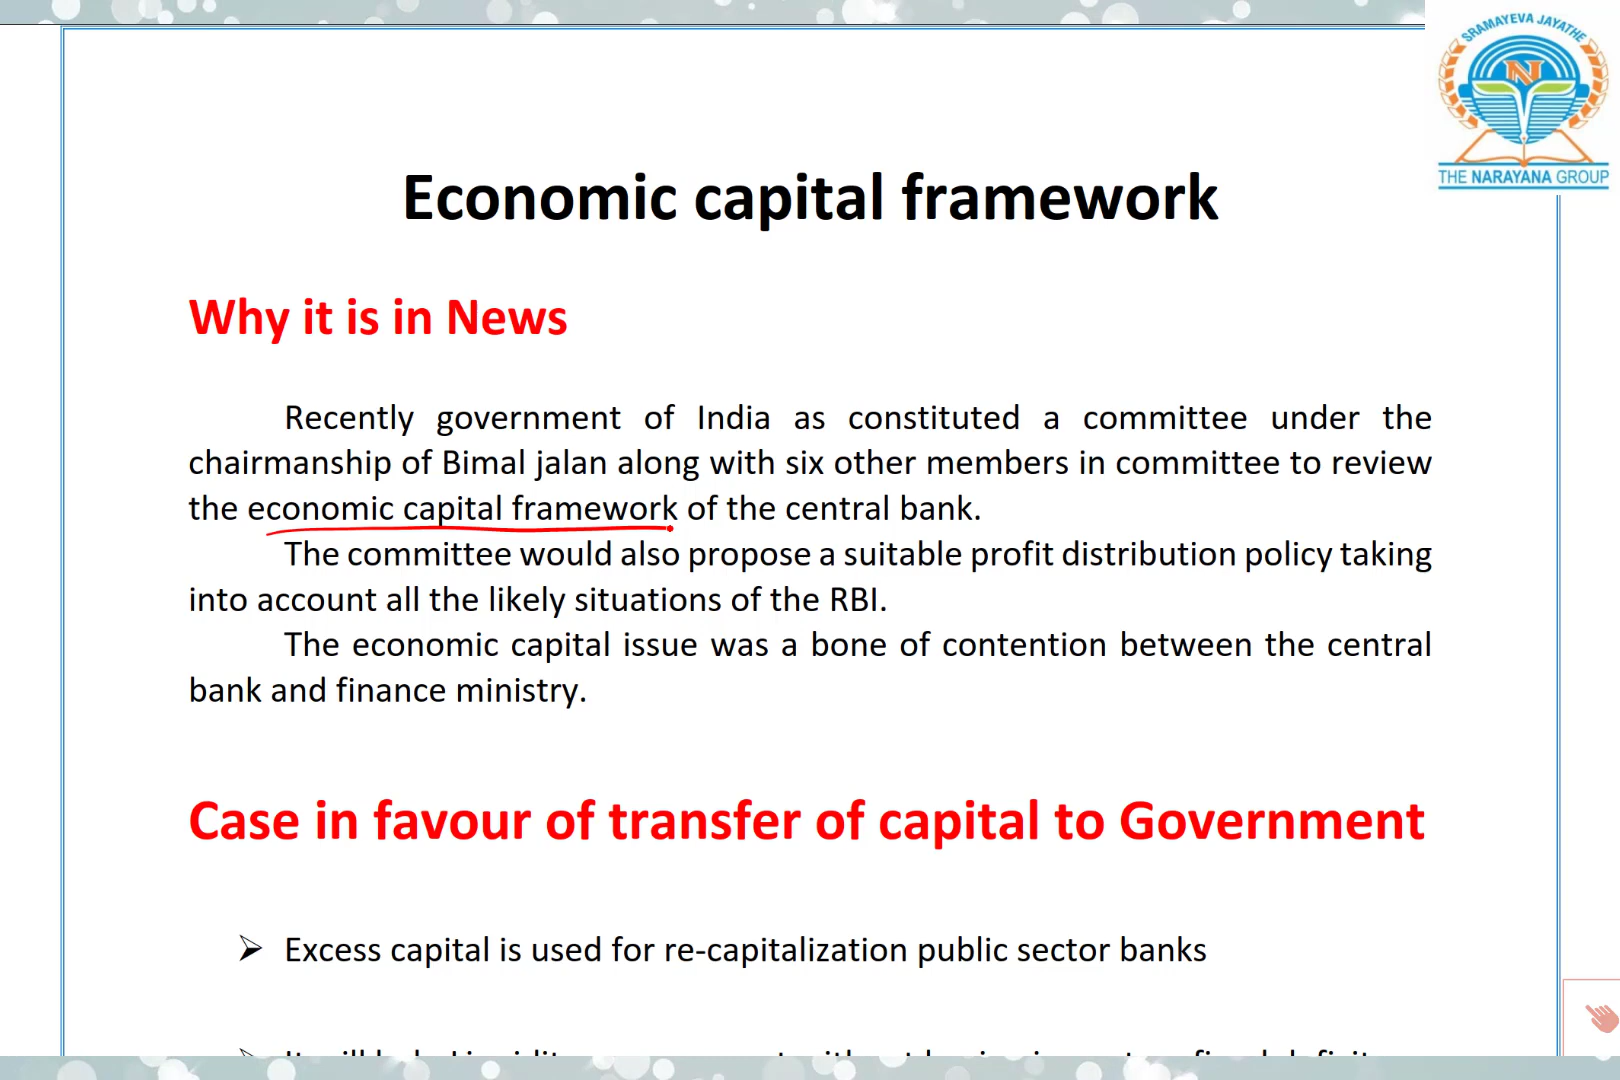 SRAMAYEVA JAYATHE
N
THE NARAYANA GROUP
Economic capital framework
Why it is in News
Recently government of India as constituted a committee under the
chairmanship of Bimal jalan along with six other members in committee to review
the economic capital framework of the central bank.
The committee would also propose a suitable profit distribution policy taking
into account all the likely situations of the RBI.
The economic capital issue was a bone of contention between the central
bank and finance ministry.
Case in favour of transfer of capital to Government
➢ Excess capital is used for re-capitalization public sector banks